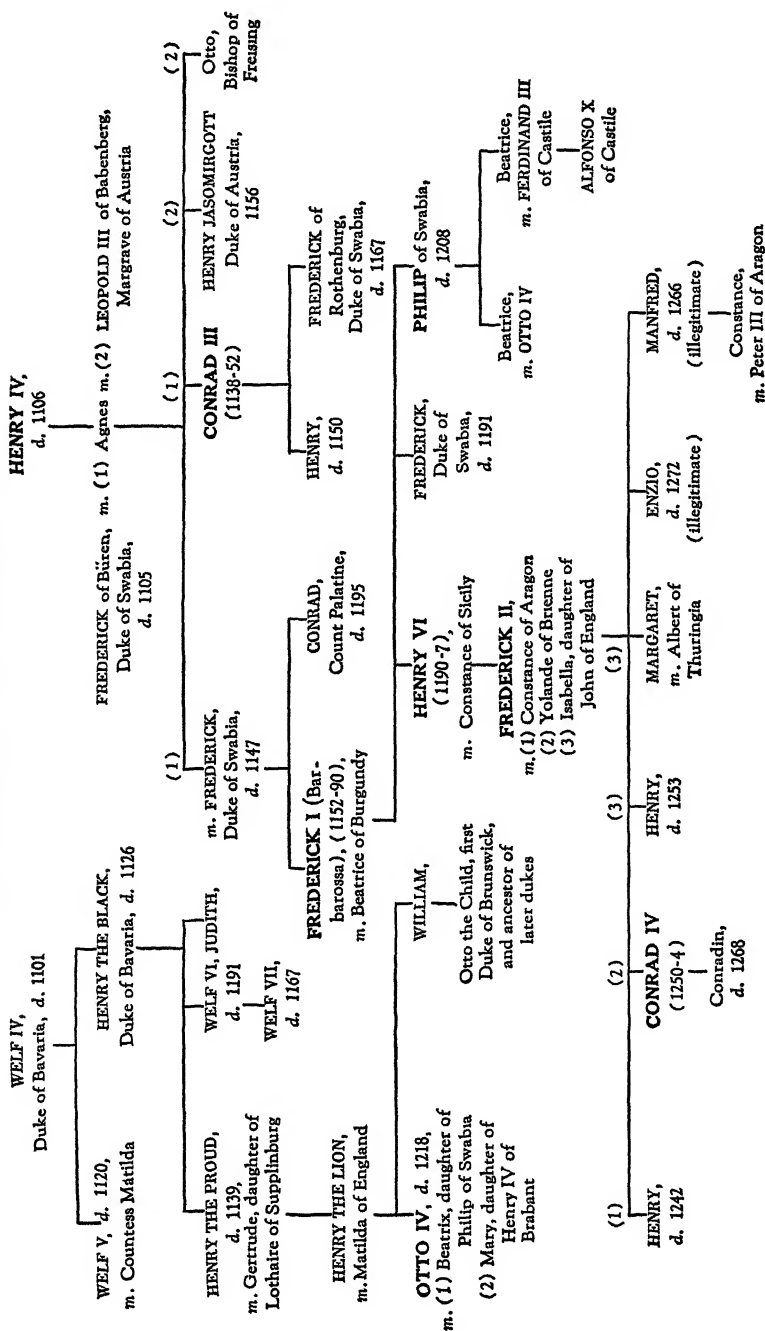 HENRY IV,
d. 1106
WELF IV,
Duke of Bavaria, d. 1101
FREDERICK of Büren, m. (1) Agnes m.(2) LEOPOLD III of Babenberg,
Duke of Swabia,
d. 1105
Margrave of Austria
WELF V, d. 1120,
m. Countess Matilda
HENRY THE BLACK,
Duke of Bavaria, d. 1126
(1)
(1)
(2)
(2)
HENRY THE PROUD,
d. 1139,
m. Gertrude, daughter of
Lothaire of Supplinburg
WELF VI,
d. 1191
JUDITH,
m. FREDERICK,
Duke of Swabia,
d. 1147
CONRAD III
(1138-52)
HENRY JASOMIRGOTT
Duke of Austria,
1156
Otto,
Bishop of
Freising
WELF VII,
d. 1167
HENRY THE LION,
m. Matilda of England
FREDERICK I (Bar-
barossa), (1152-90),
m. Beatrice of Burgundy
CONRAD,
Count Palatine,
d. 1195
HENRY,
d. 1150
FREDERICK of
Rothenburg,
Duke of Swabia,
d. 1167
OTTO IV, d. 1218,
m. (1) Beatrix, daughter of
Philip of Swabia
(2) Mary, daughter of
Henry IV of
Brabant
WILLIAM,
Otto the Child, first
Duke of Brunswick,
and ancestor of
later dukes
HENRY VI
(1190-7),
m. Constance of Sicily
FREDERICK,
Duke of
Swabia,
d. 1191
PHILIP of Swabia,
d. 1208
FREDERICK II,
m.(1) Constance of Aragon
(2) Yolande of Brienne
(3) Isabella, daughter of
John of England
Beatrice,
m. OTTO IV
Beatrice,
m. FERDINAND III
of Castile
ALFONSO X
of Castile
(1)
(2)
(3)
(3)
HENRY,
d. 1242
CONRAD IV
(1250-4)
Conradin,
d. 1268
HENRY,
d. 1253
MARGARET,
m. Albert of
Thuringia
ENZIO,
d. 1272
(illegitimate)
MANFRED,
d. 1266
(illegitimate)
Constance,
m. Peter III of Aragon